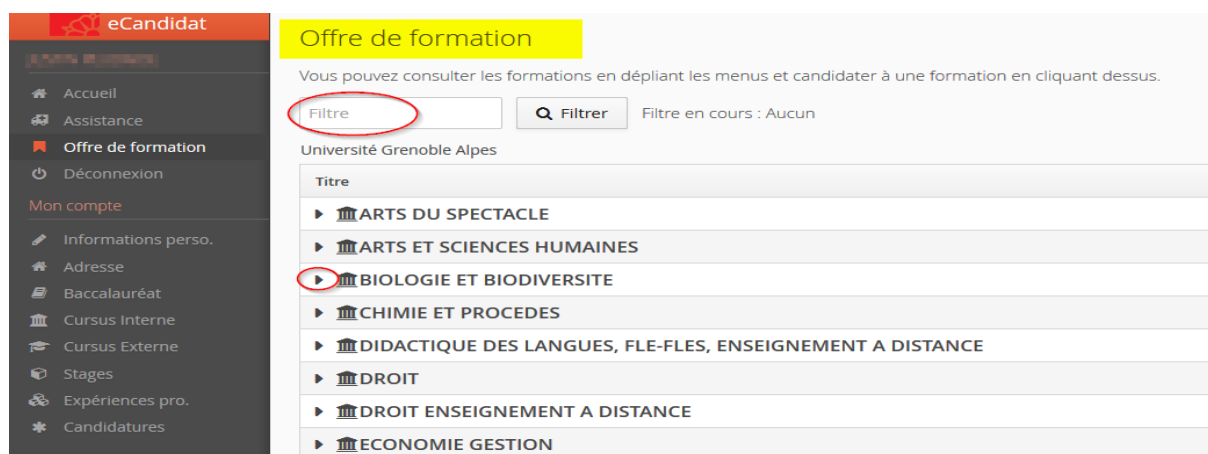 eCandidat
Accueil
Assistance
Offre de formation
Déconnexion
Mon compte
Informations perso.
Adresse
Baccalauréat
Cursus Interne
Cursus Externe
Stages
Expériences pro.
Candidatures
Offre de formation
Vous pouvez consulter les formations en dépliant les menus et candidater à une formation en cliquant dessus.
Filtre Filtrer Filtre en cours : Aucun
Université Grenoble Alpes
Titre
ARTS DU SPECTACLE
ARTS ET SCIENCES HUMAINES
BIOLOGIE ET BIODIVERSITE
CHIMIE ET PROCEDES
DIDACTIQUE DES LANGUES, FLE-FLES, ENSEIGNEMENT A DISTANCE
DROIT
DROIT ENSEIGNEMENT A DISTANCE
ECONOMIE GESTION